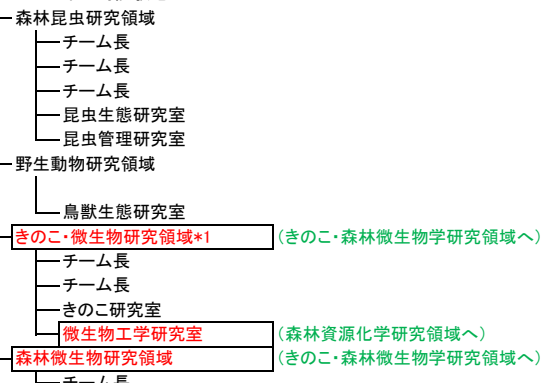 森林昆虫研究領域
チーム長
チーム長
チーム長
昆虫生態研究室
昆虫管理研究室
野生動物研究領域
鳥獣生態研究室
きのこ・微生物研究領域*1 (きのこ・森林微生物学研究領域へ)
チーム長
チーム長
きのこ研究室
微生物工学研究室 (森林資源化学研究領域へ)
森林微生物研究領域 (きのこ・森林微生物学研究領域へ)
チーム長